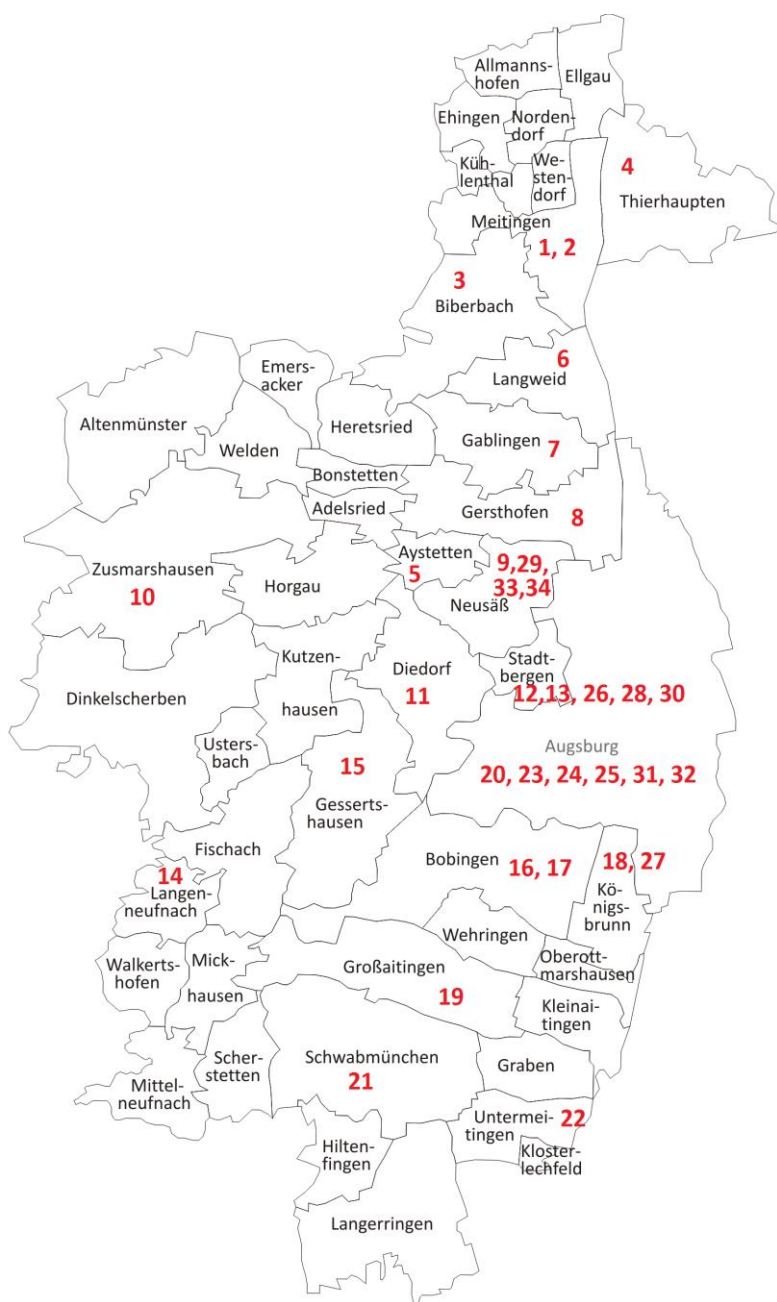 Allmanns-
hofen
Ellgau
Ehingen
Norden-
dorf
Küh-
lenthal
We-
sten-
dorf
4
Thierhaupten
Meitingen
1, 2
3
Biberbach
6
Langweid
Emers-
acker
Altenmünster
Heretsried
Welden
Gablingen
7
Bonstetten
Adelsried
Gersthofen
8
Aystetten
5
9,29,
33,34
Neusäß
Zusmarshausen
10
Horgau
Kutzen-
hausen
Diedorf
11
Stadt-
bergen
12,13, 26, 28, 30
Dinkelscherben
Usters-
bach
Augsburg
20, 23, 24, 25, 31, 32
15
Gesserts-
hausen
Fischach
14
Langen-
neufnach
Bobingen
16, 17
18, 27
Kö-
nigs-
brunn
Wehringen
Oberott-
marshausen
Walkerts-
hofen
Mick-
hausen
Großaitingen
19
Kleinai-
tingen
Scher-
stetten
Schwabmünchen
21
Graben
Mittel-
neufnach
Untermei-
tingen
22
Hilten-
fingen
Kloster-
lechfeld
Langerringen